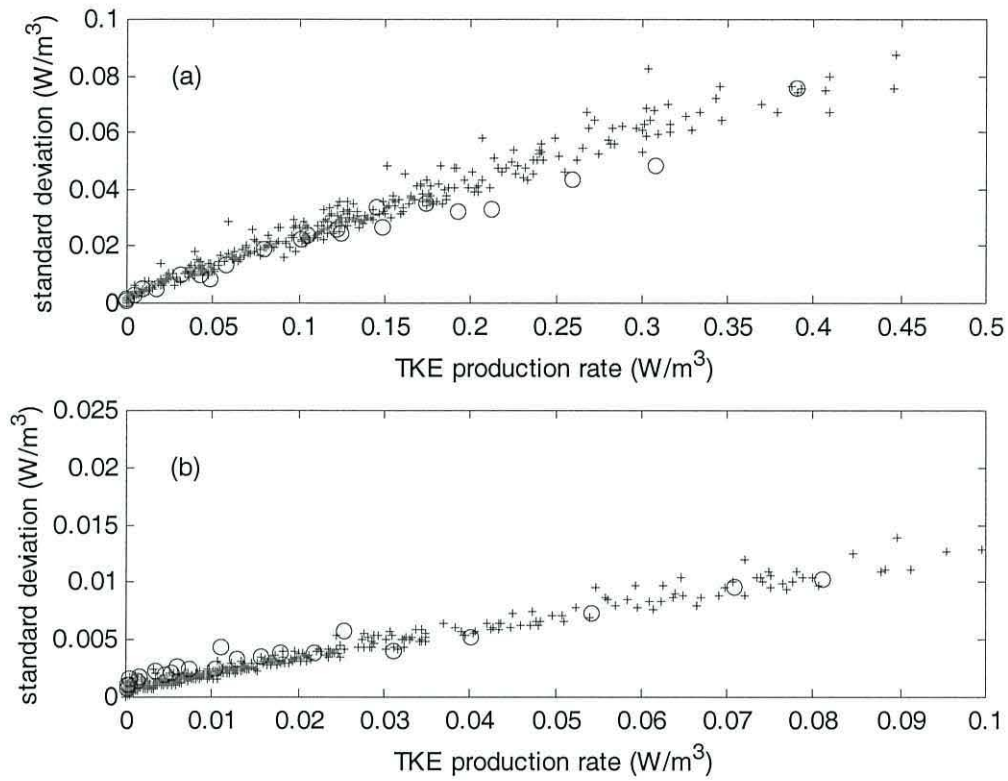 0.1
0.08
0.06
0.04
0.02
0
standard deviation (W/m³)
(a)
0 0.05 0.1 0.15 0.2 0.25 0.3 0.35 0.4 0.45 0.5
TKE production rate (W/m³)
0.025
0.02
0.015
0.01
0.005
0
standard deviation (W/m³)
(b)
0 0.01 0.02 0.03 0.04 0.05 0.06 0.07 0.08 0.09 0.1
TKE production rate (W/m³)